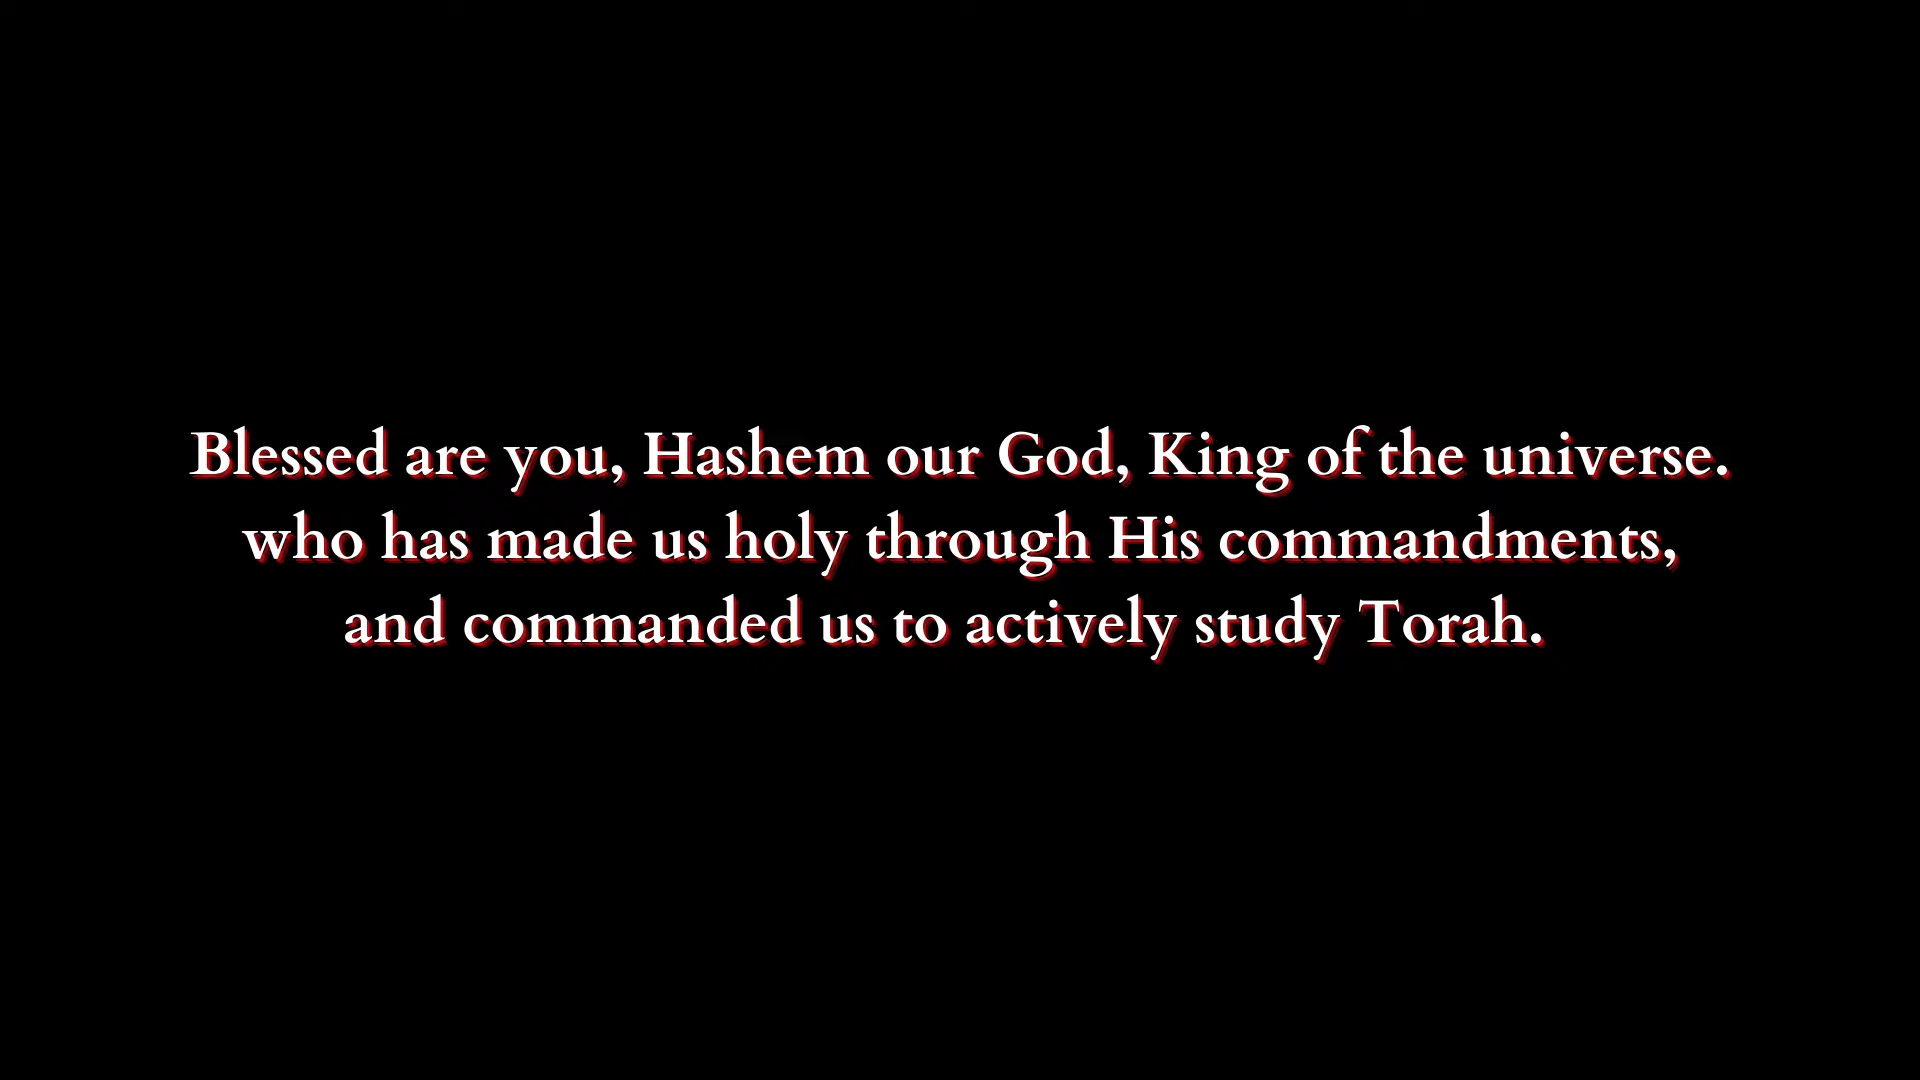 Blessed are you, Hashem our God, King of the universe.
who has made us holy through His commandments,
and commanded us to actively study Torah.